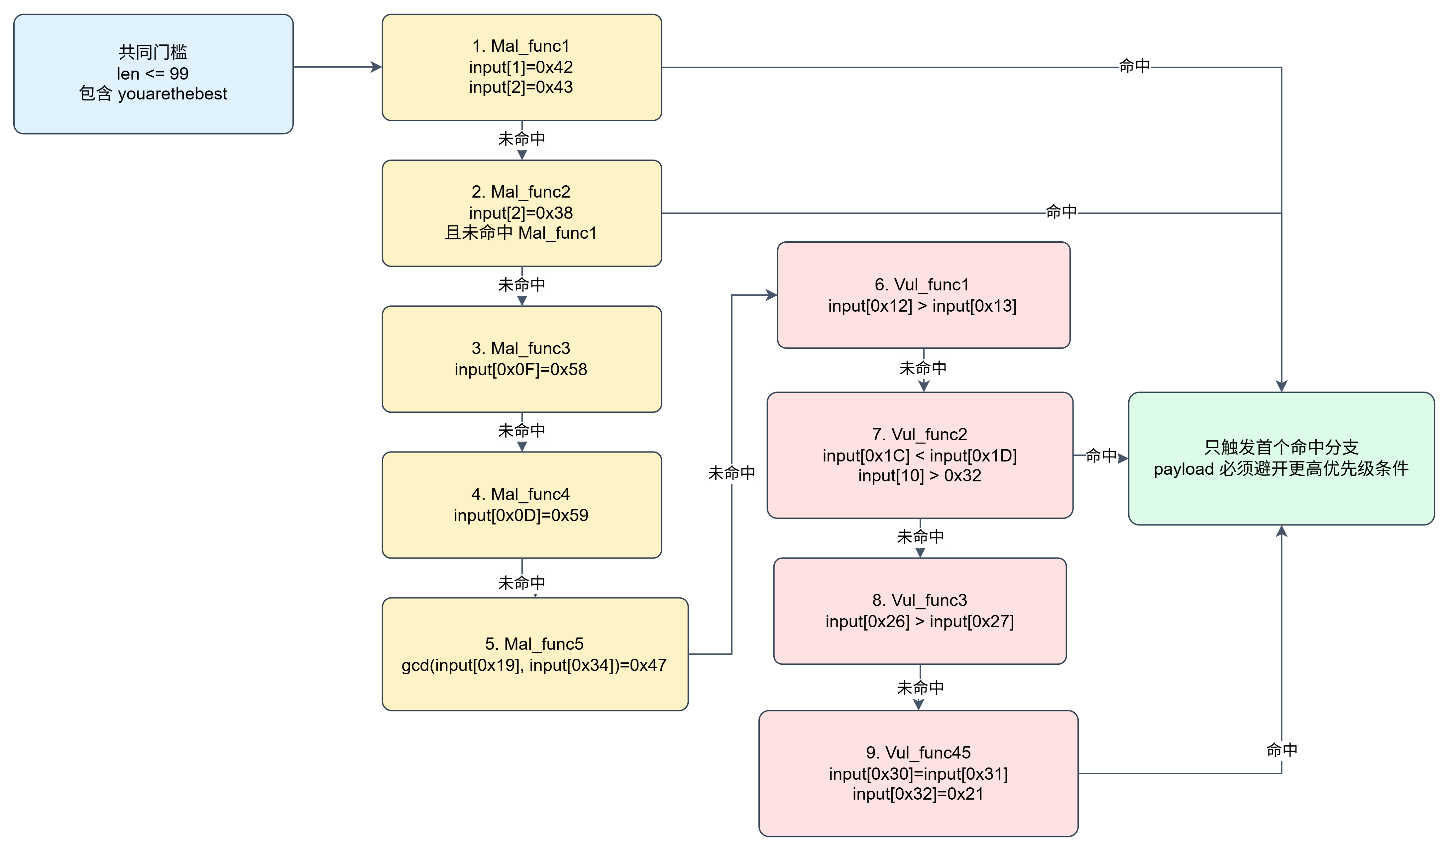 共同门槛
len <= 99
包含 youarethebest
1. Mal_func1
input[1]=0x42
input[2]=0x43
命中
未命中
2. Mal_func2
input[2]=0x38
且未命中 Mal_func1
命中
未命中
3. Mal_func3
input[0x0F]=0x58
未命中
4. Mal_func4
input[0x0D]=0x59
未命中
5. Mal_func5
gcd(input[0x19], input[0x34])=0x47
未命中
6. Vul_func1
input[0x12] > input[0x13]
未命中
7. Vul_func2
input[0x1C] < input[0x1D]
input[10] > 0x32
命中
未命中
8. Vul_func3
input[0x26] > input[0x27]
未命中
9. Vul_func45
input[0x30]=input[0x31]
input[0x32]=0x21
命中
只触发首个命中分支
payload 必须避开更高优先级条件